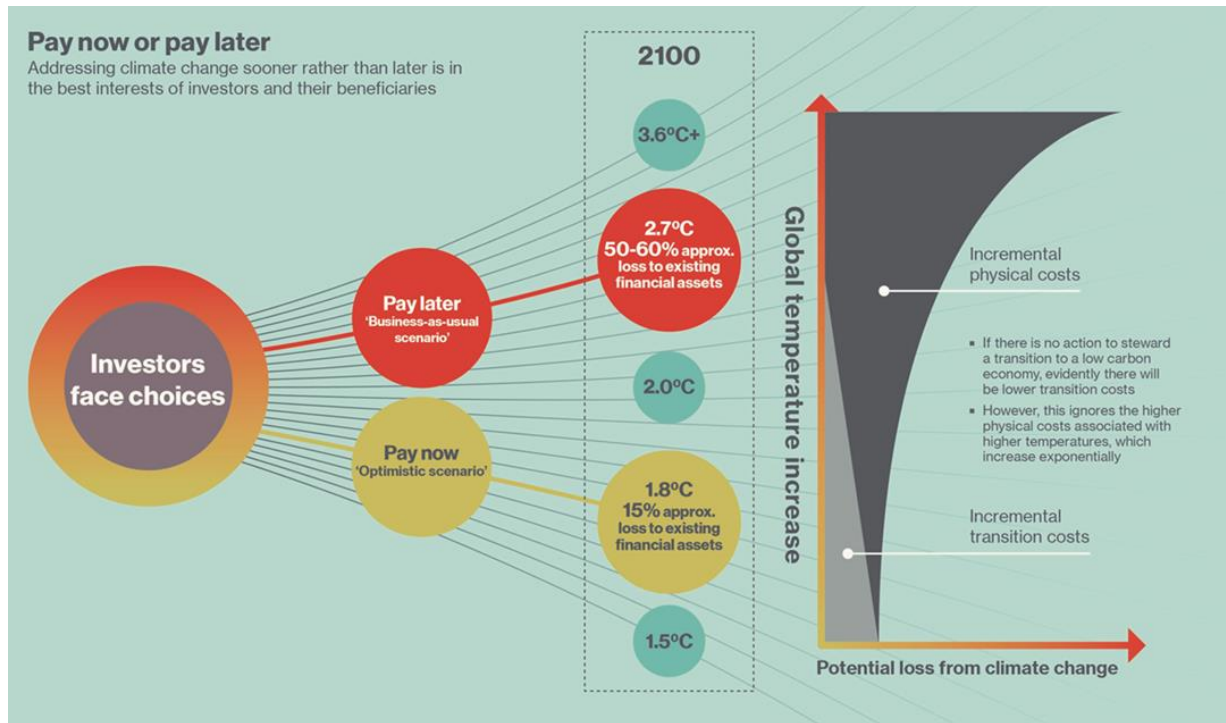 Pay now or pay later
Addressing climate change sooner rather than later is in
the best interests of investors and their beneficiaries
Investors
face choices
Pay later
‘Business-as-usual
scenario’
Pay now
‘Optimistic scenario’
2100
3.6ºC+
2.7ºC
50-60% approx.
loss to existing
financial assets
2.0ºC
1.8ºC
15% approx.
loss to existing
financial assets
1.5ºC
Global temperature increase
Incremental
physical costs
▪ If there is no action to steward
a transition to a low carbon
economy, evidently there will
be lower transition costs
▪ However, this ignores the higher
physical costs associated with
higher temperatures, which
increase exponentially
Incremental
transition costs
Potential loss from climate change